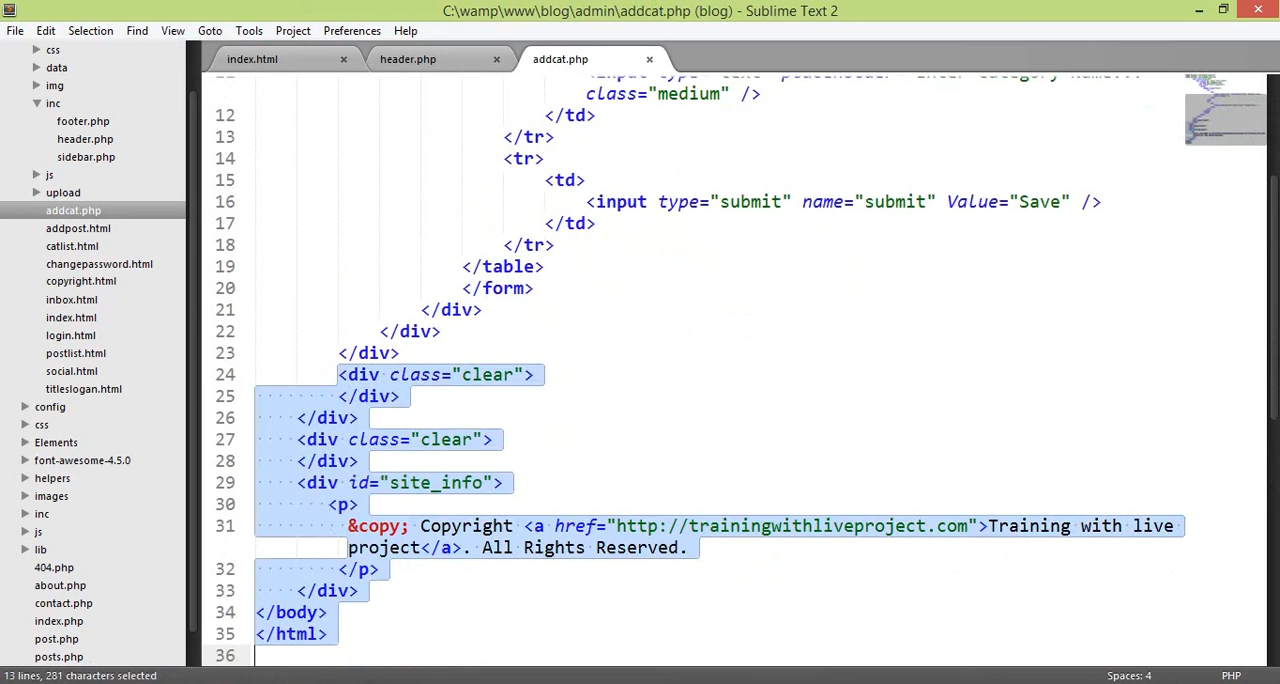 C:\wamp\www\blog\admin\addcat.php (blog) - Sublime Text 2
File Edit Selection Find View Goto Tools Project Preferences Help
css
data
img
inc
footer.php
header.php
sidebar.php
js
upload
addcat.php
addpost.html
catlist.html
changepassword.html
copyright.html
inbox.html
index.html
login.html
postlist.html
social.html
titleslogan.html
config
css
Elements
font-awesome-4.5.0
helpers
images
inc
js
lib
404.php
about.php
contact.php
index.php
post.php
posts.php
index.html × header.php × addcat.php ×
class="medium" />
12 </td>
13 </tr>
14 <tr>
15 <td>
16 <input type="submit" name="submit" Value="Save" />
17 </td>
18 </tr>
19 </table>
20 </form>
21 </div>
22 </div>
23 </div>
24 <div class="clear">
25 </div>
26 </div>
27 <div class="clear">
28 </div>
29 <div id="site_info">
30 <p>
31 &copy; Copyright <a href="http://trainingwithliveproject.com">Training with live
project</a>. All Rights Reserved.
32 </p>
33 </div>
34 </body>
35 </html>
36
13 lines, 281 characters selected Spaces: 4 PHP